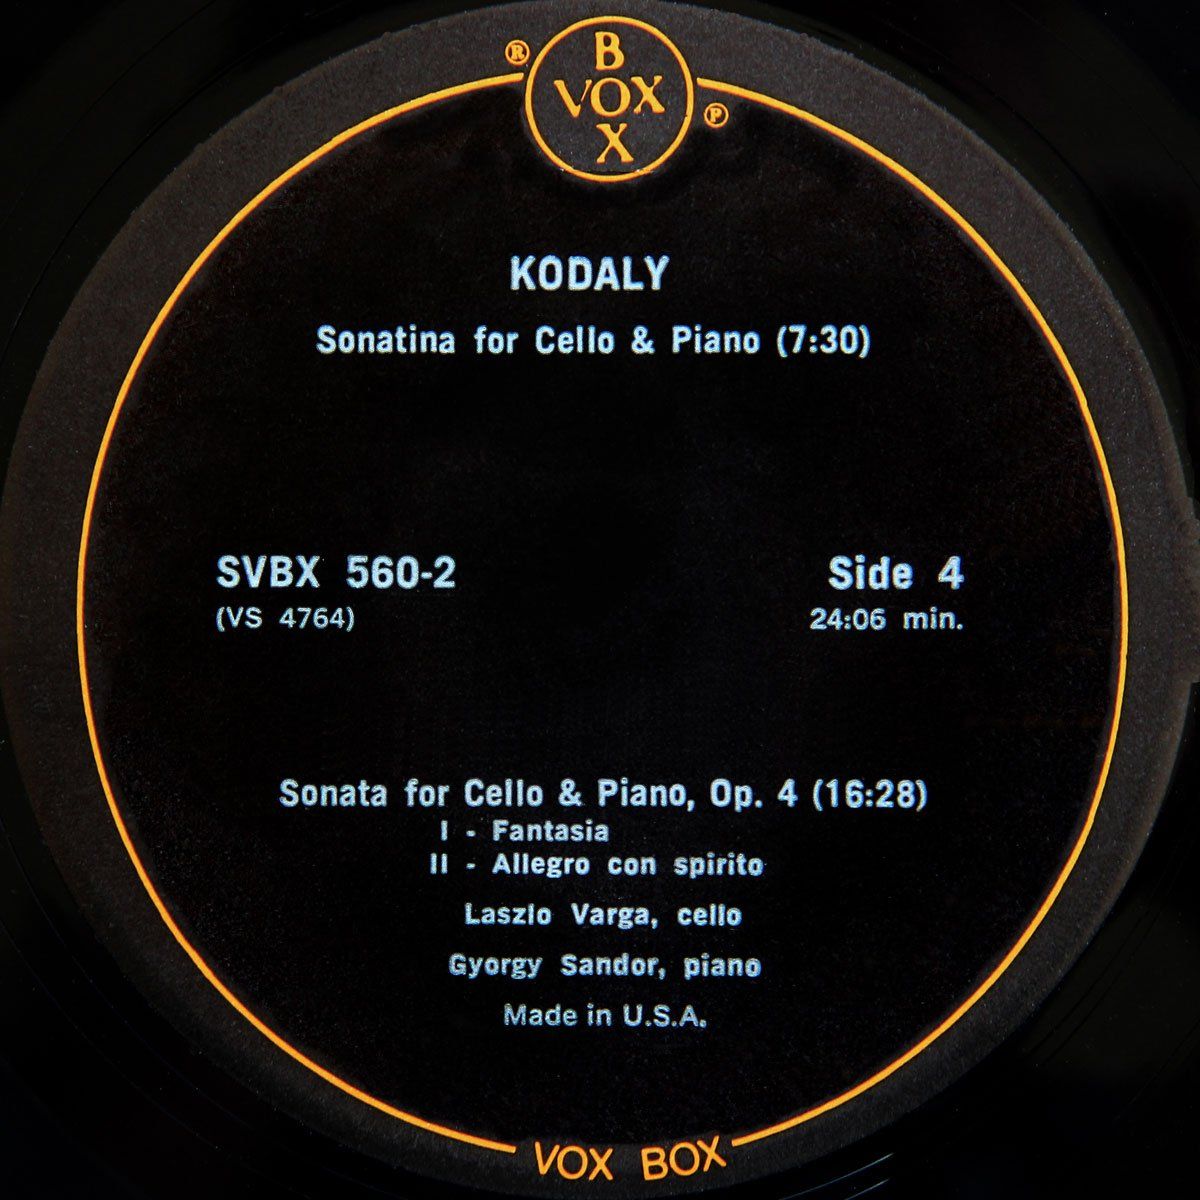 ®
B
VOX
X
℗
KODALY
Sonatina for Cello & Piano (7:30)
SVBX 560-2
(VS 4764)
Side 4
24:06 min.
Sonata for Cello & Piano, Op. 4 (16:28)
I - Fantasia
II - Allegro con spirito
Laszlo Varga, cello
Gyorgy Sandor, piano
Made in U.S.A.
VOX BOX